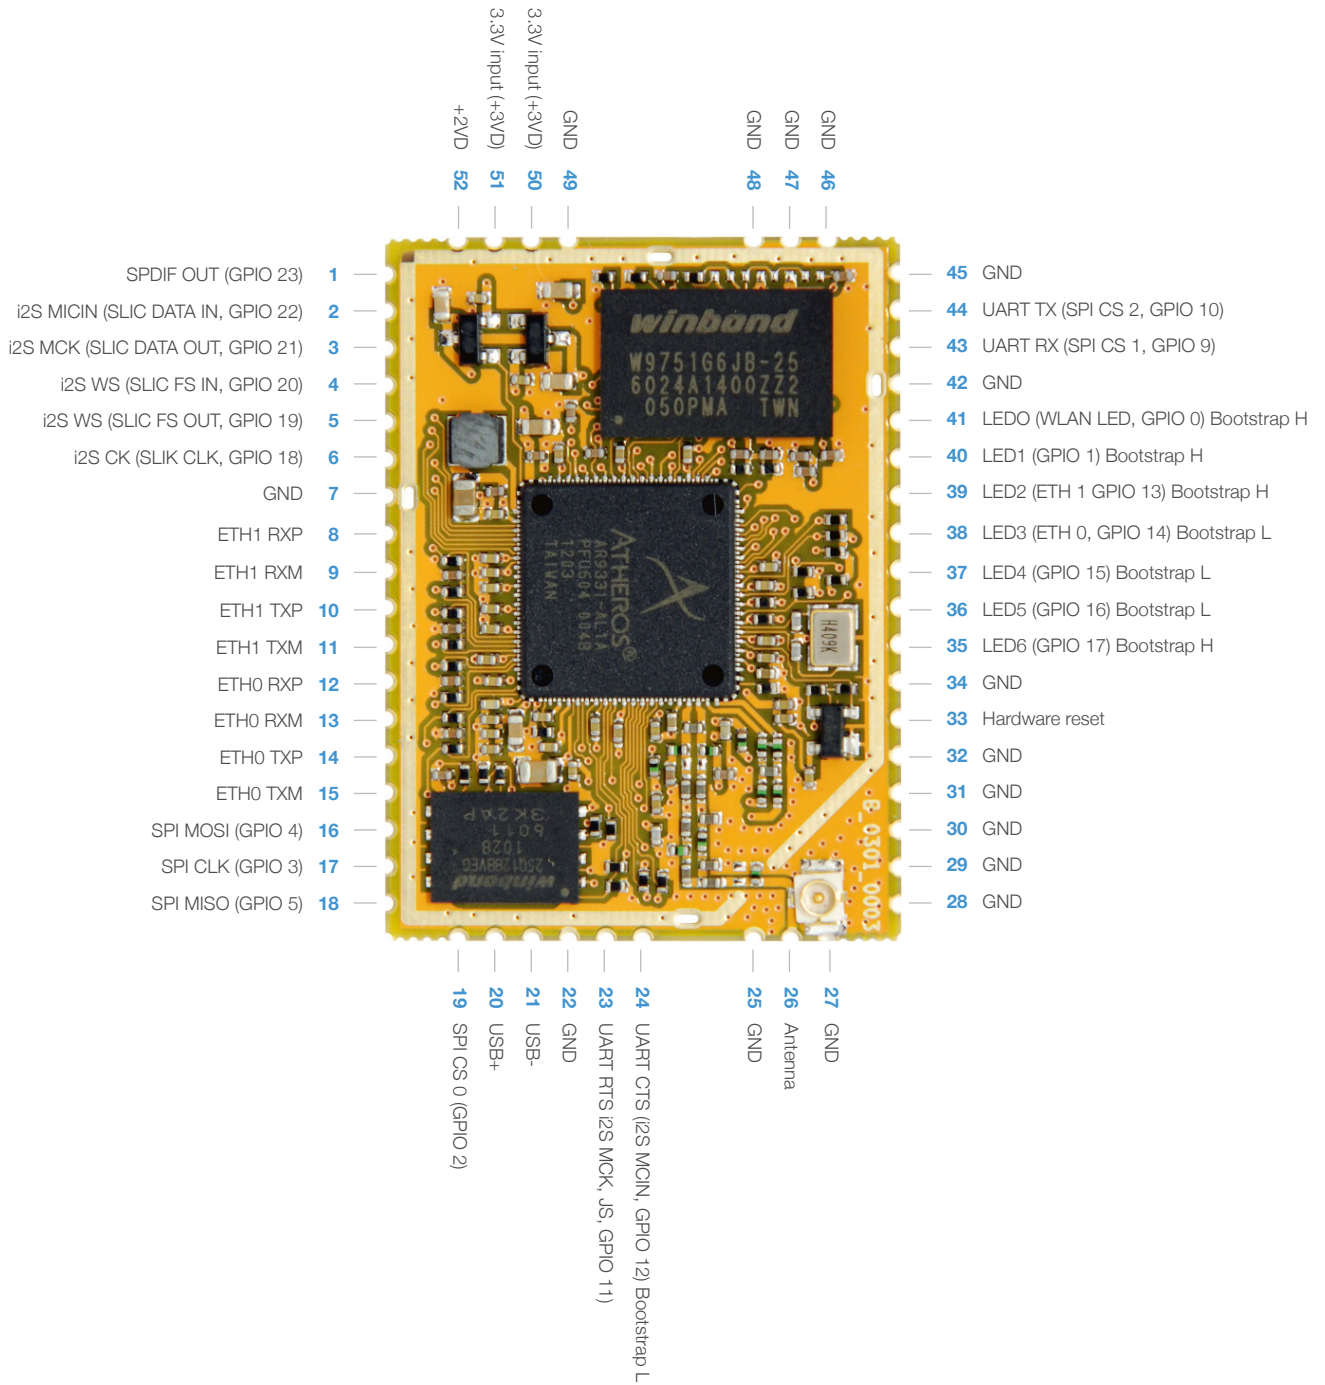 +2VD 52
3.3V input (+3VD) 51
3.3V input (+3VD) 50
GND 49
GND 48
GND 47
GND 46
SPDIF OUT (GPIO 23) 1
i2S MICIN (SLIC DATA IN, GPIO 22) 2
i2S MCK (SLIC DATA OUT, GPIO 21) 3
i2S WS (SLIC FS IN, GPIO 20) 4
i2S WS (SLIC FS OUT, GPIO 19) 5
i2S CK (SLIK CLK, GPIO 18) 6
GND 7
ETH1 RXP 8
ETH1 RXM 9
ETH1 TXP 10
ETH1 TXM 11
ETH0 RXP 12
ETH0 RXM 13
ETH0 TXP 14
ETH0 TXM 15
SPI MOSI (GPIO 4) 16
SPI CLK (GPIO 3) 17
SPI MISO (GPIO 5) 18
winbond
W9751G6JB-25
6024A1400ZZ2
050PMA TWN
ATHEROS®
AR9331-AL1A
PFU604 004B
1203
TAIWAN
H409K
winbond
25Q128BVEG
1028
6011
3K2AP
8_0301_0003
45 GND
44 UART TX (SPI CS 2, GPIO 10)
43 UART RX (SPI CS 1, GPIO 9)
42 GND
41 LED0 (WLAN LED, GPIO 0) Bootstrap H
40 LED1 (GPIO 1) Bootstrap H
39 LED2 (ETH 1 GPIO 13) Bootstrap H
38 LED3 (ETH 0, GPIO 14) Bootstrap L
37 LED4 (GPIO 15) Bootstrap L
36 LED5 (GPIO 16) Bootstrap L
35 LED6 (GPIO 17) Bootstrap H
34 GND
33 Hardware reset
32 GND
31 GND
30 GND
29 GND
28 GND
19 SPI CS 0 (GPIO 2)
20 USB+
21 USB-
22 GND
23 UART RTS i2S MCK, JS, GPIO 11)
24 UART CTS (i2S MCIN, GPIO 12) Bootstrap L
25 GND
26 Antenna
27 GND